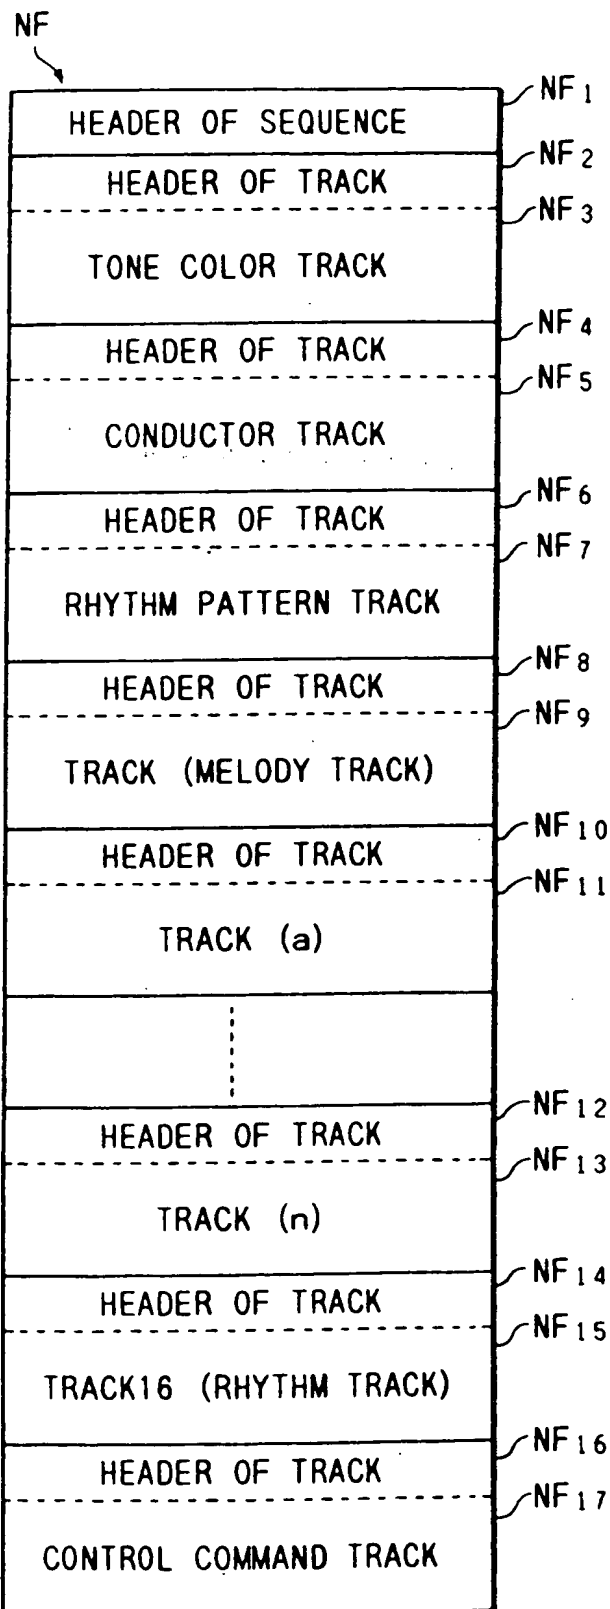 NF
NF1
HEADER OF SEQUENCE
NF2
HEADER OF TRACK
NF3
TONE COLOR TRACK
NF4
HEADER OF TRACK
NF5
CONDUCTOR TRACK
NF6
HEADER OF TRACK
NF7
RHYTHM PATTERN TRACK
NF8
HEADER OF TRACK
NF9
TRACK (MELODY TRACK)
NF10
HEADER OF TRACK
NF11
TRACK (a)
NF12
HEADER OF TRACK
NF13
TRACK (n)
NF14
HEADER OF TRACK
NF15
TRACK16 (RHYTHM TRACK)
NF16
HEADER OF TRACK
NF17
CONTROL COMMAND TRACK